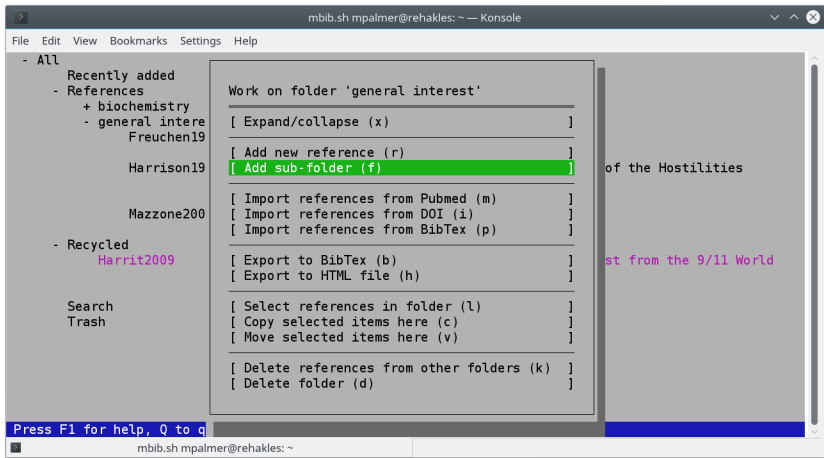 mbib.sh mpalmer@rehakles: ~ — Konsole
File Edit View Bookmarks Settings Help
- All
Recently added
- References
+ biochemistry
- general intere
Freuchen19
Harrison19
of the Hostilities
Mazzone200
- Recycled
Harrit2009
st from the 9/11 World
Search
Trash
Work on folder 'general interest'
[ Expand/collapse (x) ]
[ Add new reference (r) ]
[ Add sub-folder (f) ]
[ Import references from Pubmed (m) ]
[ Import references from DOI (i) ]
[ Import references from BibTex (p) ]
[ Export to BibTex (b) ]
[ Export to HTML file (h) ]
[ Select references in folder (l) ]
[ Copy selected items here (c) ]
[ Move selected items here (v) ]
[ Delete references from other folders (k) ]
[ Delete folder (d) ]
Press F1 for help, Q to q
mbib.sh mpalmer@rehakles: ~